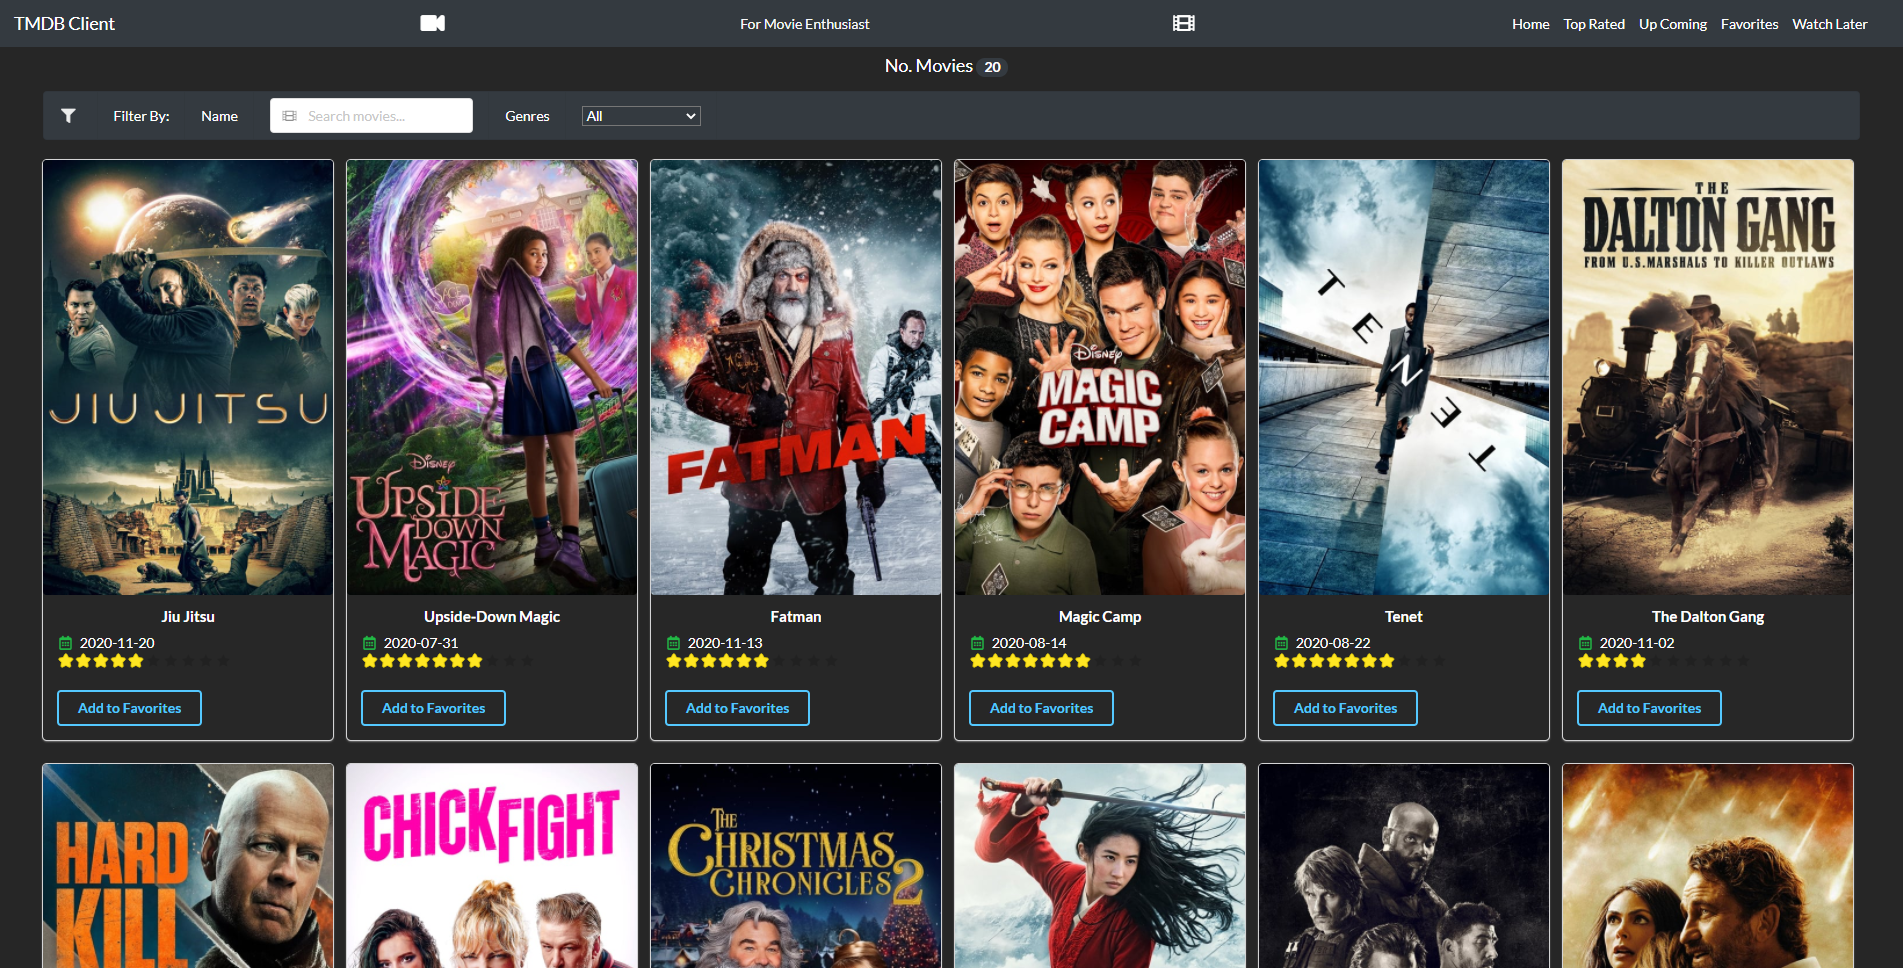 TMDB Client
For Movie Enthusiast
Home Top Rated Up Coming Favorites Watch Later
No. Movies 20
Filter By: Name Search movies... Genres All
JIU JITSU
Disney
UPSIDE-DOWN
MAGIC
FATMAN
Disney
MAGIC
CAMP
TENET
THE
DALTON GANG
FROM U.S. MARSHALS TO KILLER OUTLAWS
Jiu Jitsu
2020-11-20
Add to Favorites
Upside-Down Magic
2020-07-31
Add to Favorites
Fatman
2020-11-13
Add to Favorites
Magic Camp
2020-08-14
Add to Favorites
Tenet
2020-08-22
Add to Favorites
The Dalton Gang
2020-11-02
Add to Favorites
HARD
KILL
CHICK FIGHT
THE
CHRISTMAS
CHRONICLES 2